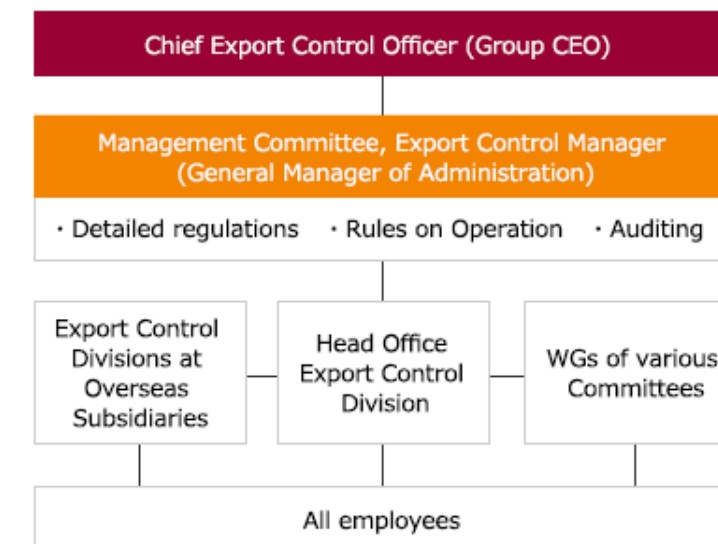 Chief Export Control Officer (Group CEO)
Management Committee, Export Control Manager
(General Manager of Administration)
・Detailed regulations ・Rules on Operation ・Auditing
Export Control
Divisions at
Overseas
Subsidiaries
Head Office
Export Control
Division
WGs of various
Committees
All employees